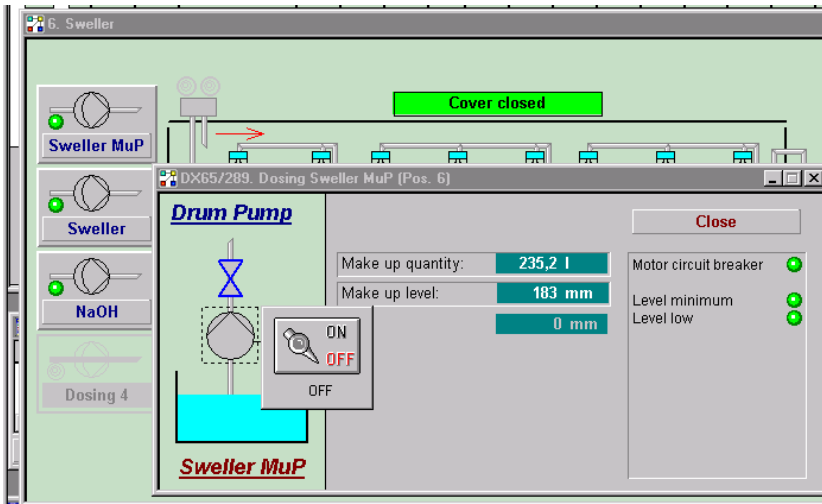 6. Sweller
Cover closed
Sweller MuP
DX65/289. Dosing Sweller MuP (Pos. 6)
Drum Pump
Close
Sweller
Make up quantity: 235,2 l
Motor circuit breaker
Make up level: 183 mm
Level minimum
NaOH
0 mm
Level low
ON
OFF
OFF
Dosing 4
Sweller MuP